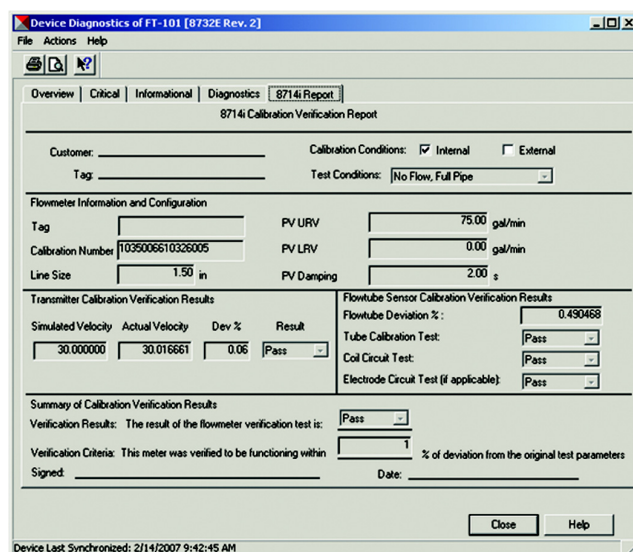 Device Diagnostics of FT-101 [8732E Rev. 2]
File Actions Help
Overview Critical Informational Diagnostics 8714i Report
8714i Calibration Verification Report
Customer: Calibration Conditions: Internal External
Tag: Test Conditions: No Flow, Full Pipe
Flowmeter Information and Configuration
Tag PV URV 75.00 gal/min
Calibration Number 1035006610326005 PV LRV 0.00 gal/min
Line Size 1.50 in PV Damping 2.00 s
Transmitter Calibration Verification Results
Simulated Velocity Actual Velocity Dev % Result
30.000000 30.016661 0.06 Pass
Flowtube Sensor Calibration Verification Results
Flowtube Deviation % : 0.490468
Tube Calibration Test: Pass
Coil Circuit Test: Pass
Electrode Circuit Test (if applicable): Pass
Summary of Calibration Verification Results
Verification Results: The result of the flowmeter verification test is: Pass
Verification Criteria: This meter was verified to be functioning within 1 % of deviation from the original test parameters
Signed: Date:
Close Help
Device Last Synchronized: 2/14/2007 9:42:45 AM